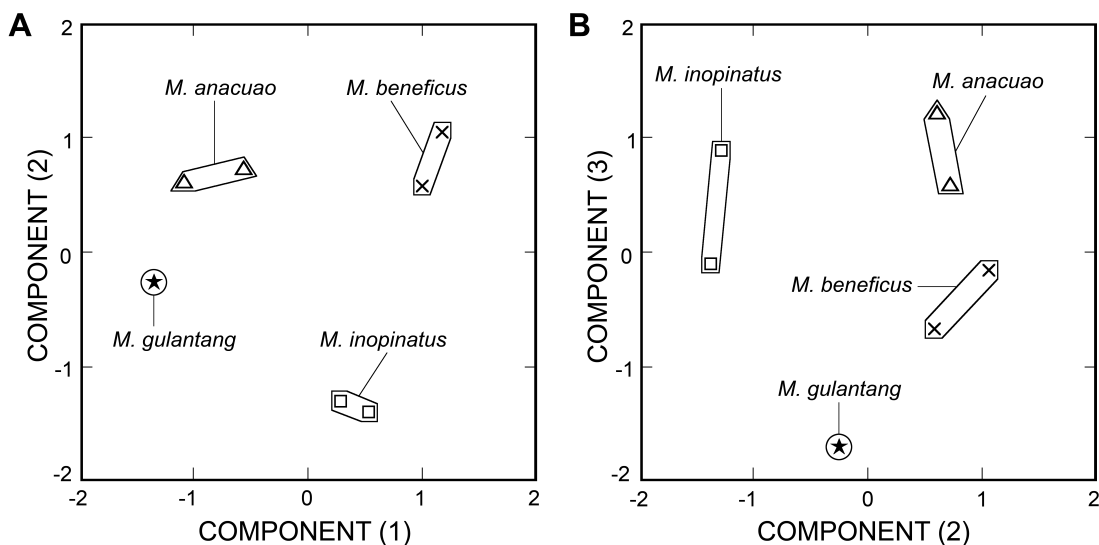 A
2
1
0
-1
-2
-2
-1
0
1
2
COMPONENT (2)
COMPONENT (1)
M. anacuao
M. beneficus
M. gulantang
M. inopinatus
B
2
1
0
-1
-2
-2
-1
0
1
2
COMPONENT (3)
COMPONENT (2)
M. inopinatus
M. anacuao
M. beneficus
M. gulantang